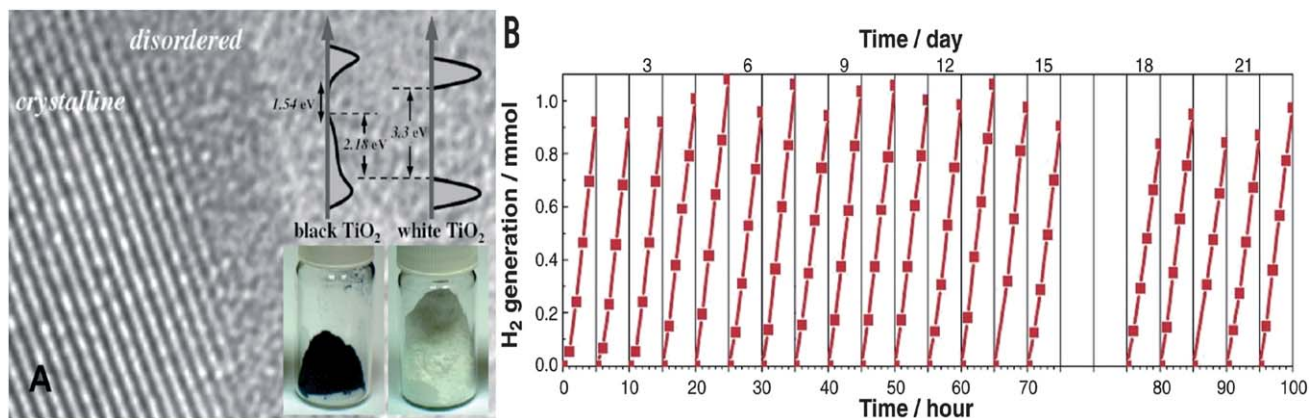 disordered
crystalline
1.54 eV
2.18 eV
3.3 eV
black TiO₂
white TiO₂
A
B
Time / day
3 6 9 12 15 18 21
H₂ generation / mmol
1.0
0.8
0.6
0.4
0.2
0.0
0 10 20 30 40 50 60 70 80 90 100
Time / hour